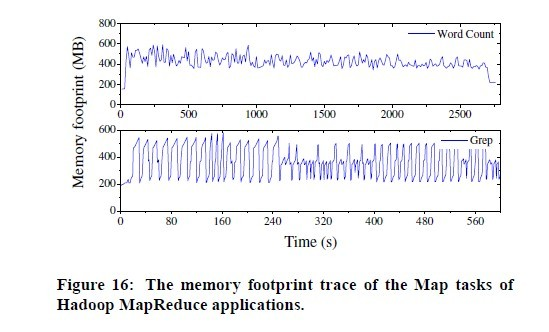 800
600
400
200
0
Word Count
0 500 1000 1500 2000 2500
Memory footprint (MB)
600
400
200
0
Grep
0 80 160 240 320 400 480 560
Time (s)
Figure 16: The memory footprint trace of the Map tasks of
Hadoop MapReduce applications.